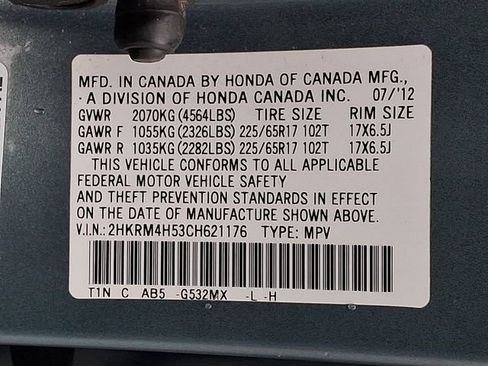 MFD. IN CANADA BY HONDA OF CANADA MFG.,
A DIVISION OF HONDA CANADA INC. 07/'12
GVWR 2070KG (4564LBS) TIRE SIZE RIM SIZE
GAWR F 1055KG (2326LBS) 225/65R17 102T 17X6.5J
GAWR R 1035KG (2282LBS) 225/65R17 102T 17X6.5J
THIS VEHICLE CONFORMS TO ALL APPLICABLE
FEDERAL MOTOR VEHICLE SAFETY
AND THEFT PREVENTION STANDARDS IN EFFECT
ON THE DATE OF MANUFACTURE SHOWN ABOVE.
V.I.N.: 2HKRM4H53CH621176 TYPE: MPV
T1N C AB5 -G532MX -L -H